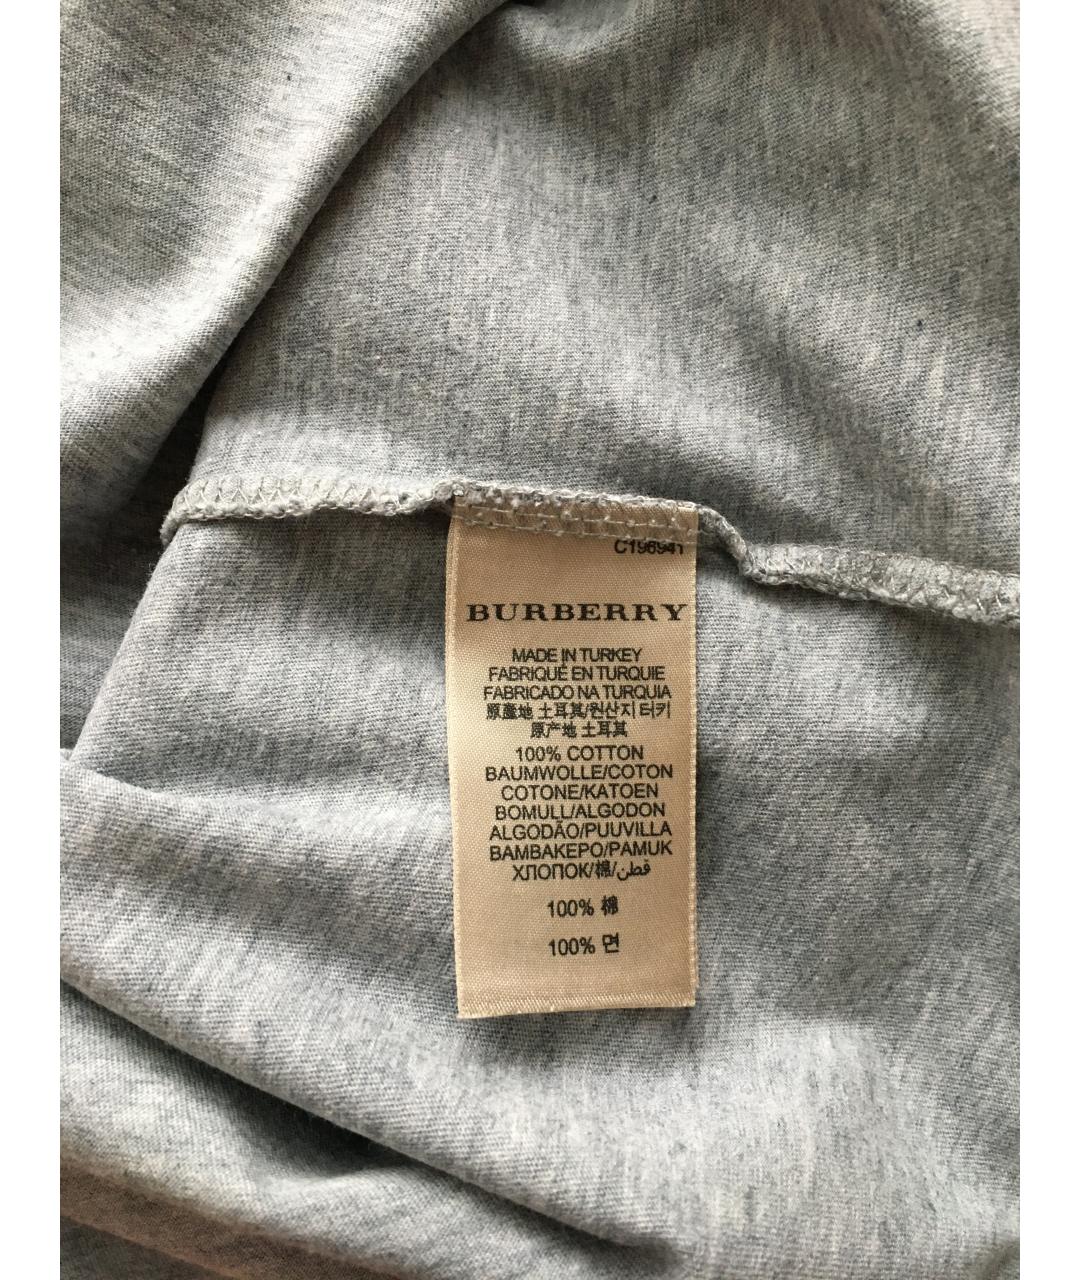 C196941
BURBERRY
MADE IN TURKEY
FABRIQUÉ EN TURQUIE
FABRICADO NA TURQUIA
原產地 土耳其/원산지 터키
原产地 土耳其
100% COTTON
BAUMWOLLE/COTON
COTONE/KATOEN
BOMULL/ALGODON
ALGODÃO/PUUVILLA
BAMBAKEPO/PAMUK
ХЛОПОК/棉/قطن
100% 棉
100% 면